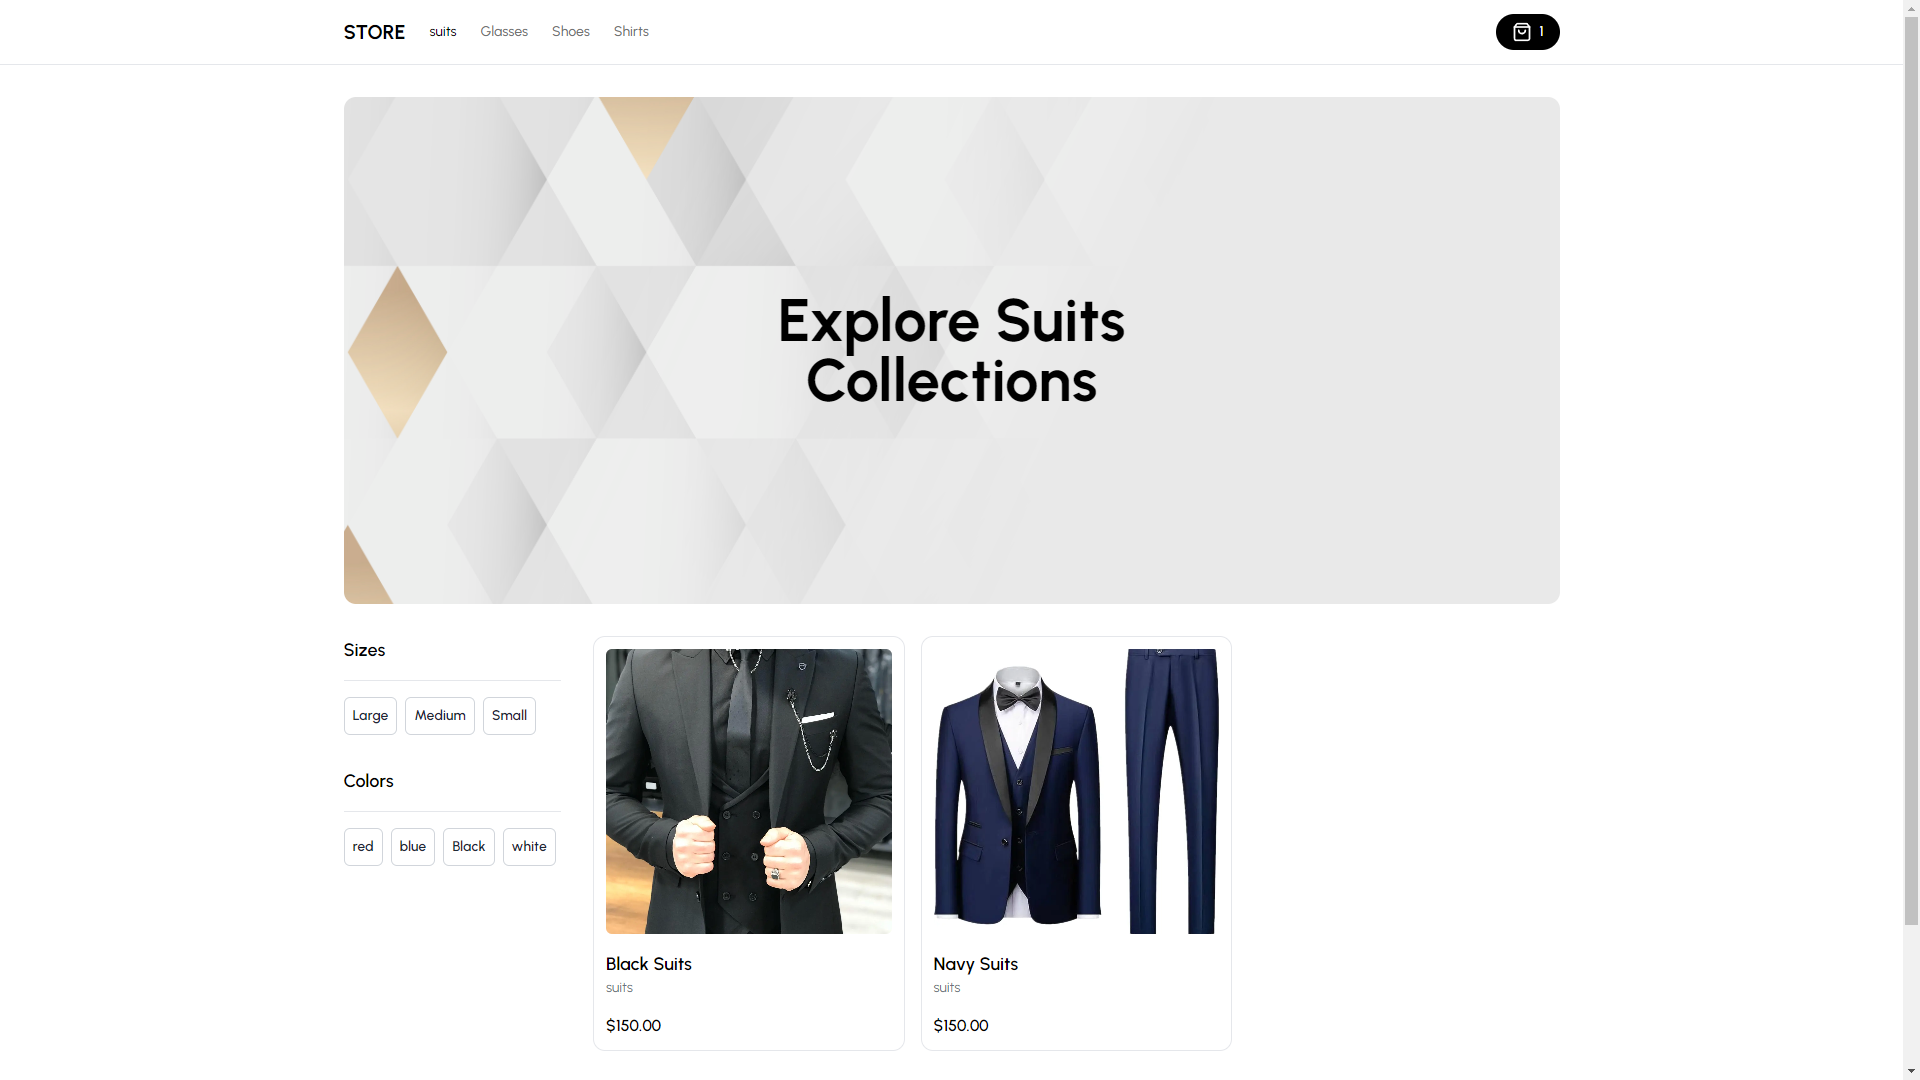 STORE suits Glasses Shoes Shirts 1
Explore Suits
Collections
Sizes
Large Medium Small
Colors
red blue Black white
Black Suits
suits
$150.00
Navy Suits
suits
$150.00